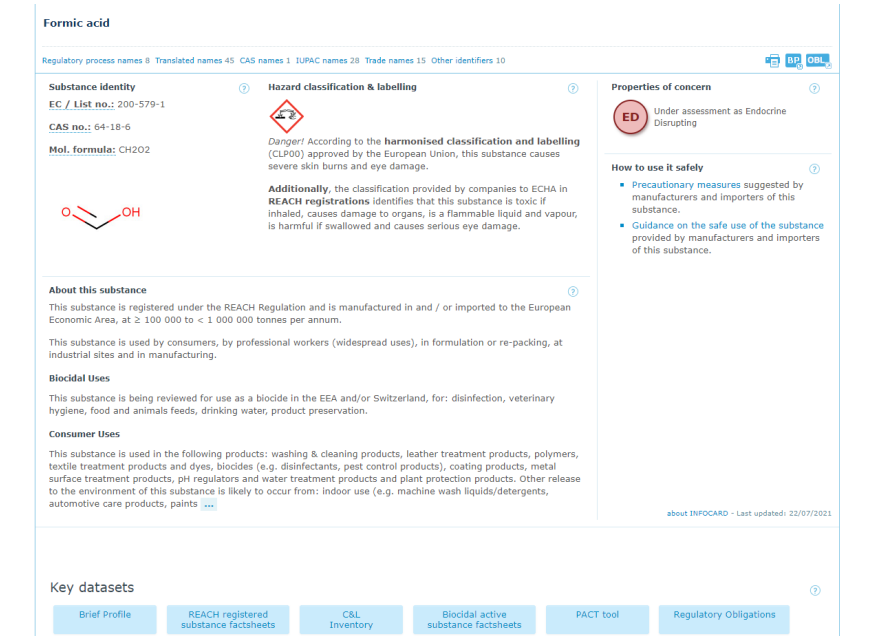 Formic acid
Regulatory process names 8 Translated names 45 CAS names 1 IUPAC names 28 Trade names 15 Other identifiers 10
BP
OBL
Substance identity
?
EC / List no.: 200-579-1
CAS no.: 64-18-6
Mol. formula: CH2O2
O
OH
Hazard classification & labelling
?
Danger! According to the harmonised classification and labelling
(CLP00) approved by the European Union, this substance causes
severe skin burns and eye damage.
Additionally, the classification provided by companies to ECHA in
REACH registrations identifies that this substance is toxic if
inhaled, causes damage to organs, is a flammable liquid and vapour,
is harmful if swallowed and causes serious eye damage.
Properties of concern
?
ED
Under assessment as Endocrine
Disrupting
How to use it safely
?
Precautionary measures suggested by
manufacturers and importers of this
substance.
Guidance on the safe use of the substance
provided by manufacturers and importers
of this substance.
About this substance
?
This substance is registered under the REACH Regulation and is manufactured in and / or imported to the European
Economic Area, at ≥ 100 000 to < 1 000 000 tonnes per annum.
This substance is used by consumers, by professional workers (widespread uses), in formulation or re-packing, at
industrial sites and in manufacturing.
Biocidal Uses
This substance is being reviewed for use as a biocide in the EEA and/or Switzerland, for: disinfection, veterinary
hygiene, food and animals feeds, drinking water, product preservation.
Consumer Uses
This substance is used in the following products: washing & cleaning products, leather treatment products, polymers,
textile treatment products and dyes, biocides (e.g. disinfectants, pest control products), coating products, metal
surface treatment products, pH regulators and water treatment products and plant protection products. Other release
to the environment of this substance is likely to occur from: indoor use (e.g. machine wash liquids/detergents,
automotive care products, paints ...
about INFOCARD - Last updated: 22/07/2021
Key datasets
?
Brief Profile
REACH registered
substance factsheets
C&L
Inventory
Biocidal active
substance factsheets
PACT tool
Regulatory Obligations